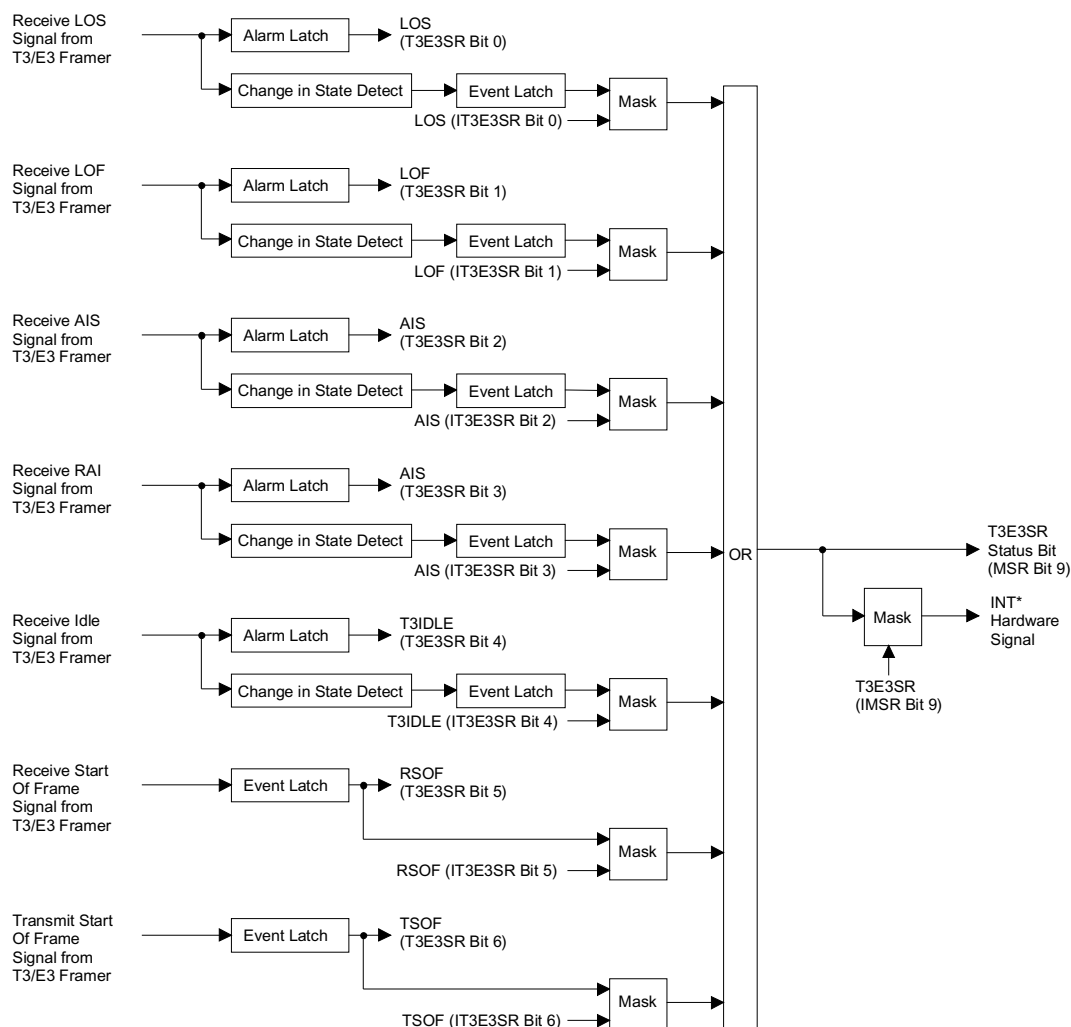 Receive LOS
Signal from
T3/E3 Framer
Alarm Latch
LOS
(T3E3SR Bit 0)
Change in State Detect
Event Latch
Mask
LOS (IT3E3SR Bit 0)
Receive LOF
Signal from
T3/E3 Framer
Alarm Latch
LOF
(T3E3SR Bit 1)
Change in State Detect
Event Latch
Mask
LOF (IT3E3SR Bit 1)
Receive AIS
Signal from
T3/E3 Framer
Alarm Latch
AIS
(T3E3SR Bit 2)
Change in State Detect
Event Latch
Mask
AIS (IT3E3SR Bit 2)
Receive RAI
Signal from
T3/E3 Framer
Alarm Latch
AIS
(T3E3SR Bit 3)
Change in State Detect
Event Latch
Mask
AIS (IT3E3SR Bit 3)
OR
T3E3SR
Status Bit
(MSR Bit 9)
Mask
INT*
Hardware
Signal
T3E3SR
(IMSR Bit 9)
Receive Idle
Signal from
T3/E3 Framer
Alarm Latch
T3IDLE
(T3E3SR Bit 4)
Change in State Detect
Event Latch
Mask
T3IDLE (IT3E3SR Bit 4)
Receive Start
Of Frame
Signal from
T3/E3 Framer
Event Latch
RSOF
(T3E3SR Bit 5)
Mask
RSOF (IT3E3SR Bit 5)
Transmit Start
Of Frame
Signal from
T3/E3 Framer
Event Latch
TSOF
(T3E3SR Bit 6)
Mask
TSOF (IT3E3SR Bit 6)